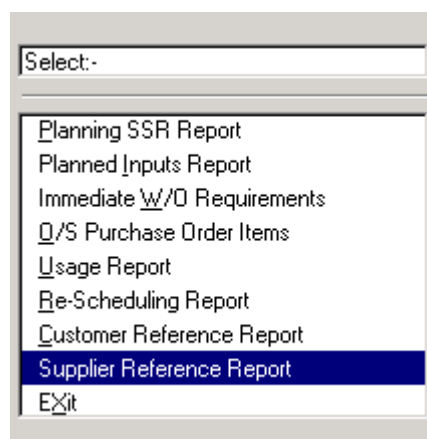 Select:-
Planning SSR Report
Planned Inputs Report
Immediate W/O Requirements
O/S Purchase Order Items
Usage Report
Re-Scheduling Report
Customer Reference Report
Supplier Reference Report
EXit